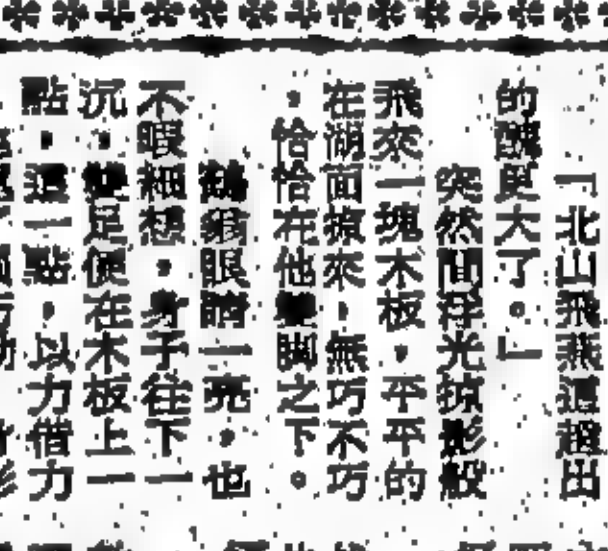 「北山飛燕這趟出
的醜更大了。」
突然間浮光掠影般
飛來一塊木板,平平的
在湖面掠來,無巧不巧
,恰恰在他雙腳之下。
鶴翁眼睛一亮,也
不暇細想,身子往下一
沉,雙足便在木板上一
點,這一點,以力借力